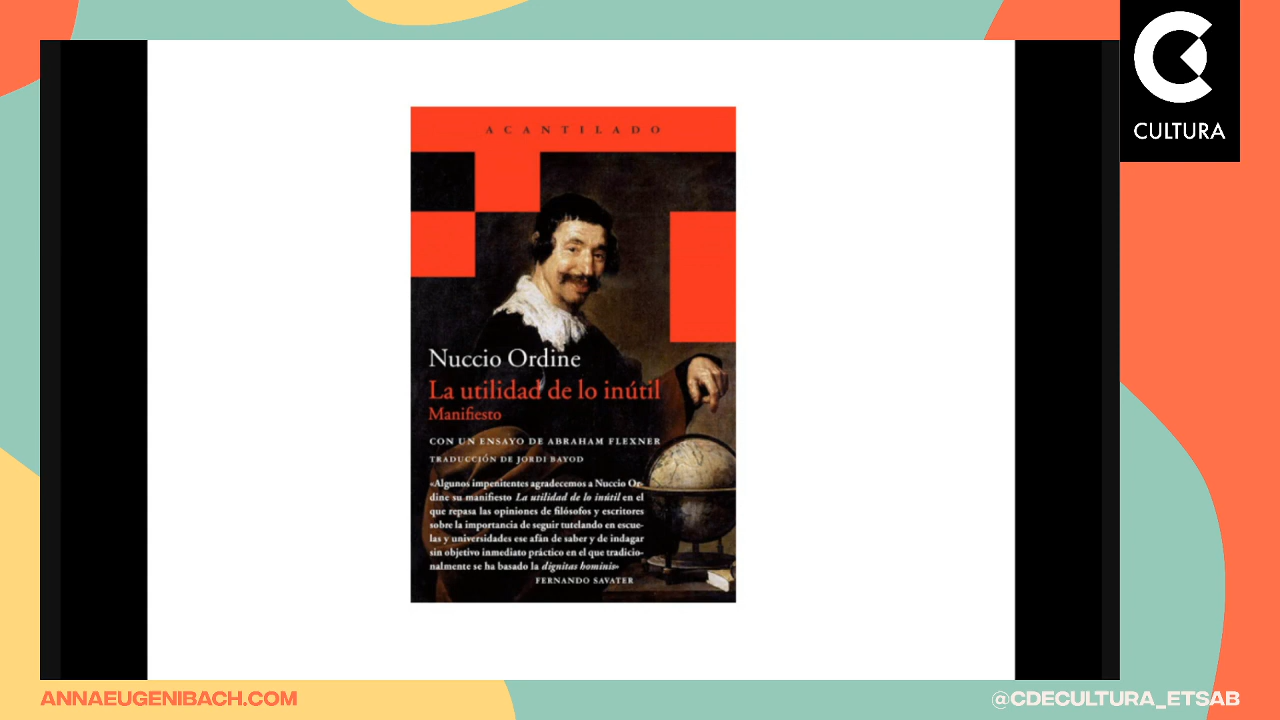 CULTURA
ACANTILADO
Nuccio Ordine
La utilidad de lo inútil
Manifiesto
CON UN ENSAYO DE ABRAHAM FLEXNER
TRADUCCIÓN DE JORDI BAYOD
«Algunos impenitentes agradecemos a Nuccio Or-
dine su manifiesto La utilidad de lo inútil en el
que repasa las opiniones de filósofos y escritores
sobre la importancia de seguir tutelando en escue-
las y universidades ese afán de saber y de indagar
sin objetivo inmediato práctico en el que tradicio-
nalmente se ha basado la dignitas hominis»
FERNANDO SAVATER
ANNAEUGENIBACH.COM
@CDECULTURA_ETSAB